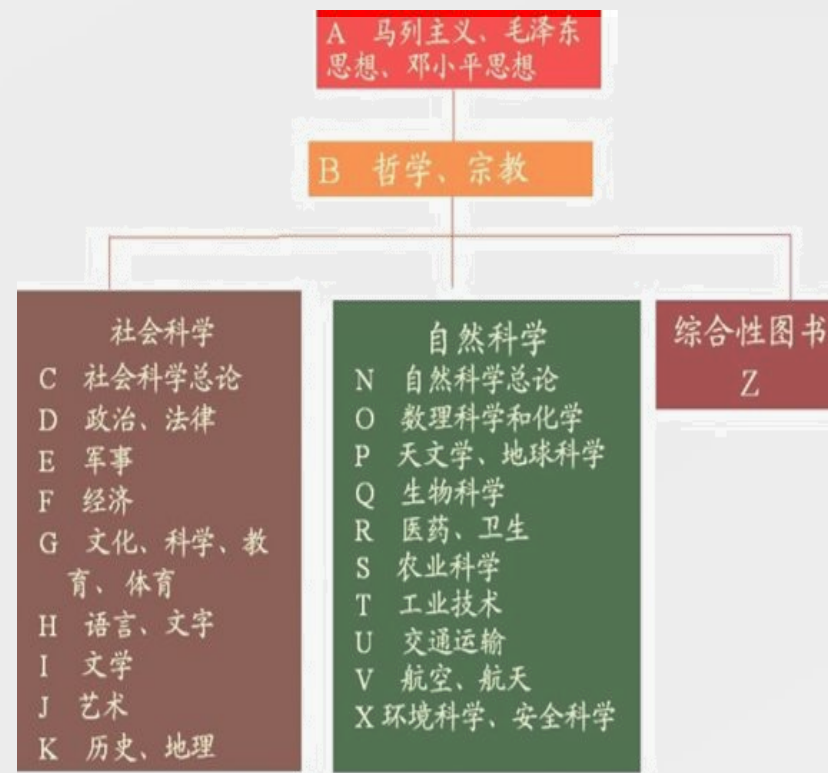 A 马列主义、毛泽东
思想、邓小平思想
B 哲学、宗教
社会科学
C 社会科学总论
D 政治、法律
E 军事
F 经济
G 文化、科学、教
育、 体育
H 语言、文字
I 文学
J 艺术
K 历史、地理
自然科学
N 自然科学总论
O 数理科学和化学
P 天文学、地球科学
Q 生物科学
R 医药、卫生
S 农业科学
T 工业技术
U 交通运输
V 航空、航天
X 环境科学、安全科学
综合性图书
Z